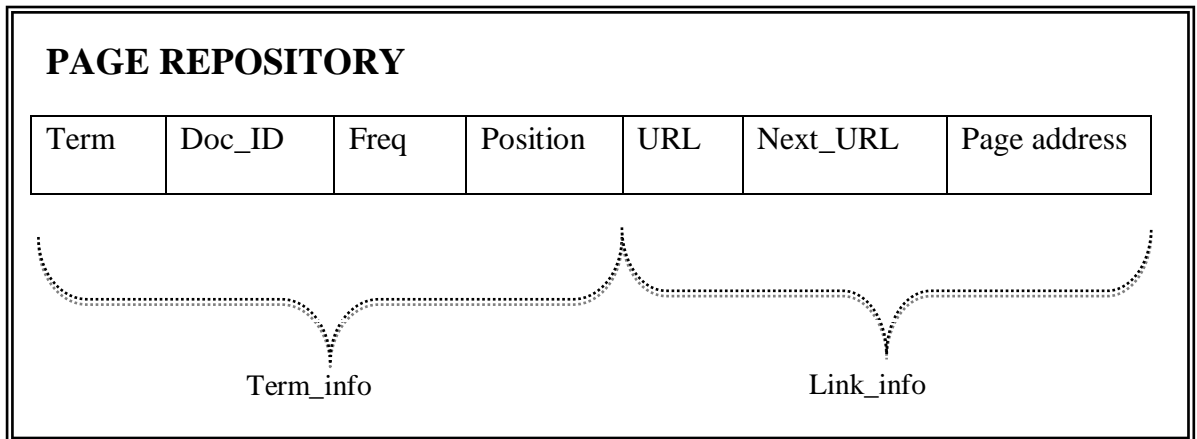 PAGE REPOSITORY
Term Doc_ID Freq Position URL Next_URL Page address
Term_info Link_info